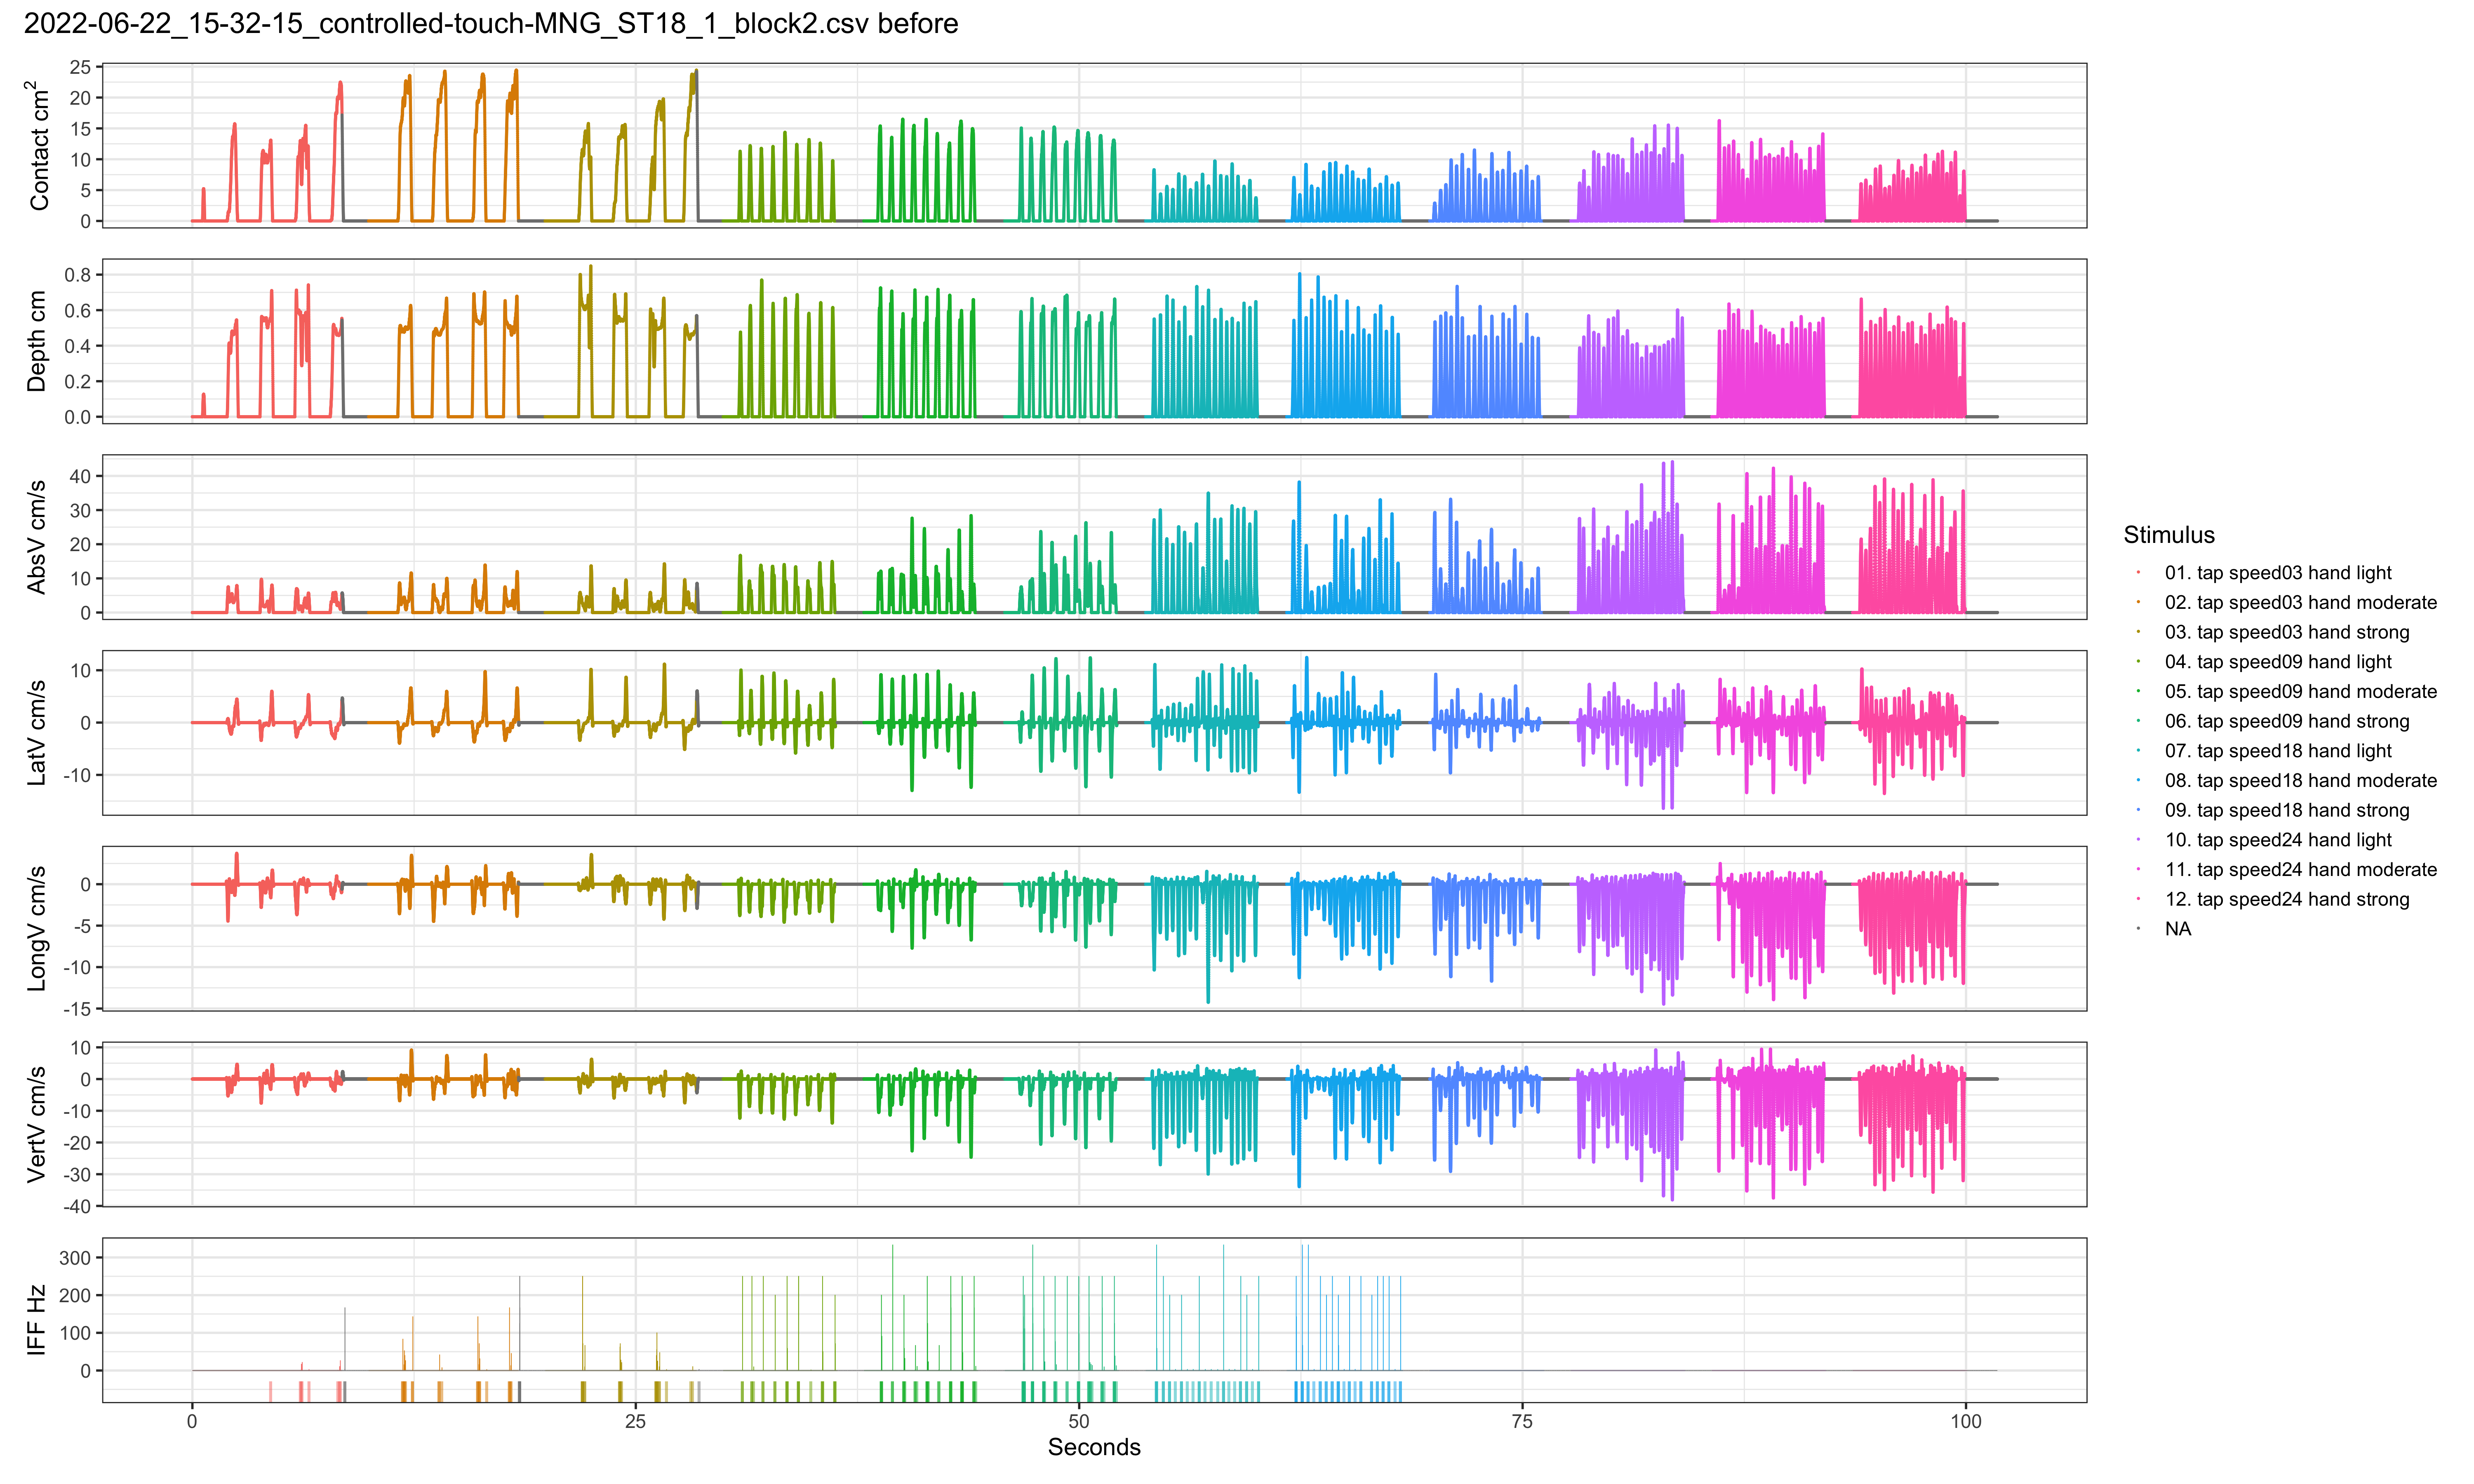 2022-06-22_15-32-15_controlled-touch-MNG_ST18_1_block2.csv before
Contact cm2
25
20
15
10
5
0
Depth cm
0.8
0.6
0.4
0.2
0.0
AbsV cm/s
40
30
20
10
0
LatV cm/s
10
0
-10
LongV cm/s
0
-5
-10
-15
VertV cm/s
10
0
-10
-20
-30
-40
IFF Hz
300
200
100
0
0 25 50 75 100
Seconds
Stimulus
01. tap speed03 hand light
02. tap speed03 hand moderate
03. tap speed03 hand strong
04. tap speed09 hand light
05. tap speed09 hand moderate
06. tap speed09 hand strong
07. tap speed18 hand light
08. tap speed18 hand moderate
09. tap speed18 hand strong
10. tap speed24 hand light
11. tap speed24 hand moderate
12. tap speed24 hand strong
NA